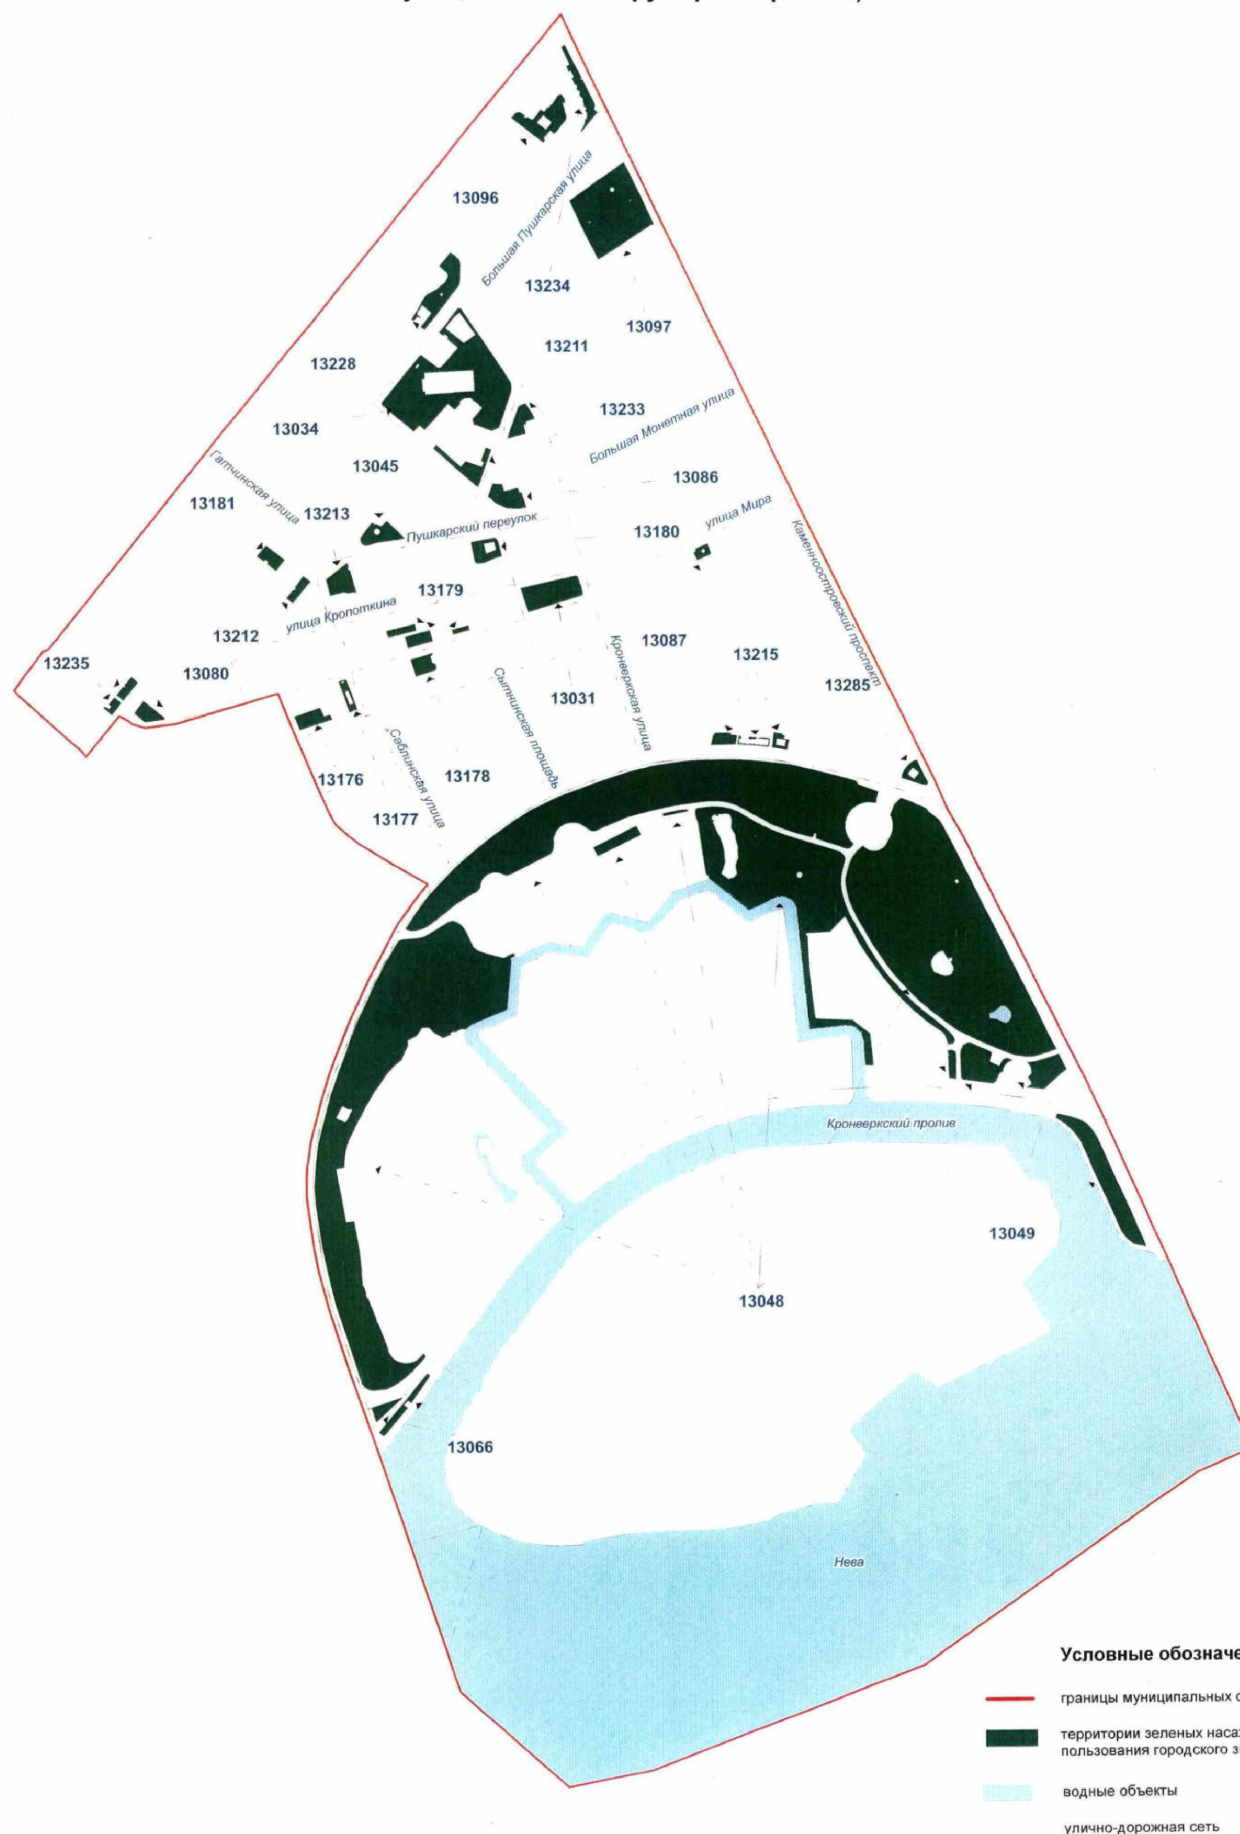 13096
Большая Пушкарская улица
13234
13097
13211
13228
13233
Большая Монетная улица
13034
13045
Гатчинская улица
13086
13181
13213
Пушкарский переулок
13180
улица Мира
Каменноостровский проспект
13179
улица Кропоткина
13212
13235
13080
13087
13215
13285
Кронверкская улица
13031
Сытнинская площадь
Саблинская улица
13176
13178
13177
Кронверкский пролив
13049
13048
13066
Нева
Условные обозначе
границы муниципальных
территории зеленых наса
пользования городского з
водные объекты
улично-дорожная сеть